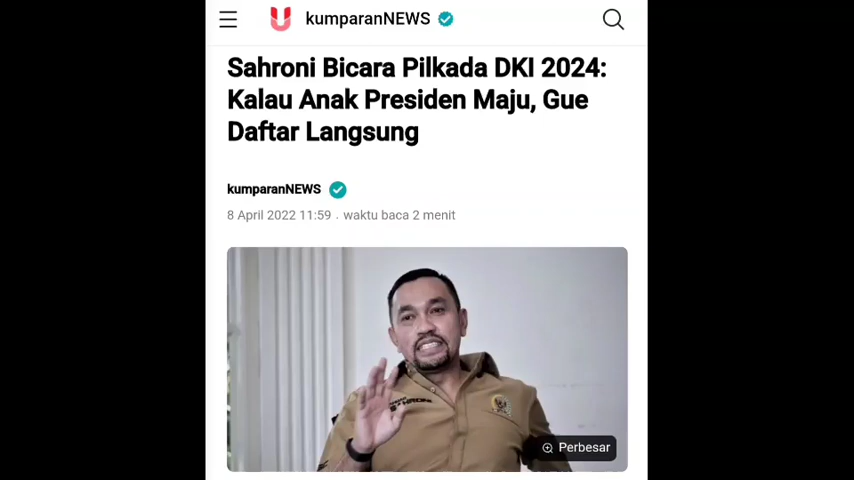 kumparanNEWS
Sahroni Bicara Pilkada DKI 2024:
Kalau Anak Presiden Maju, Gue
Daftar Langsung
kumparanNEWS
8 April 2022 11:59 . waktu baca 2 menit
Perbesar